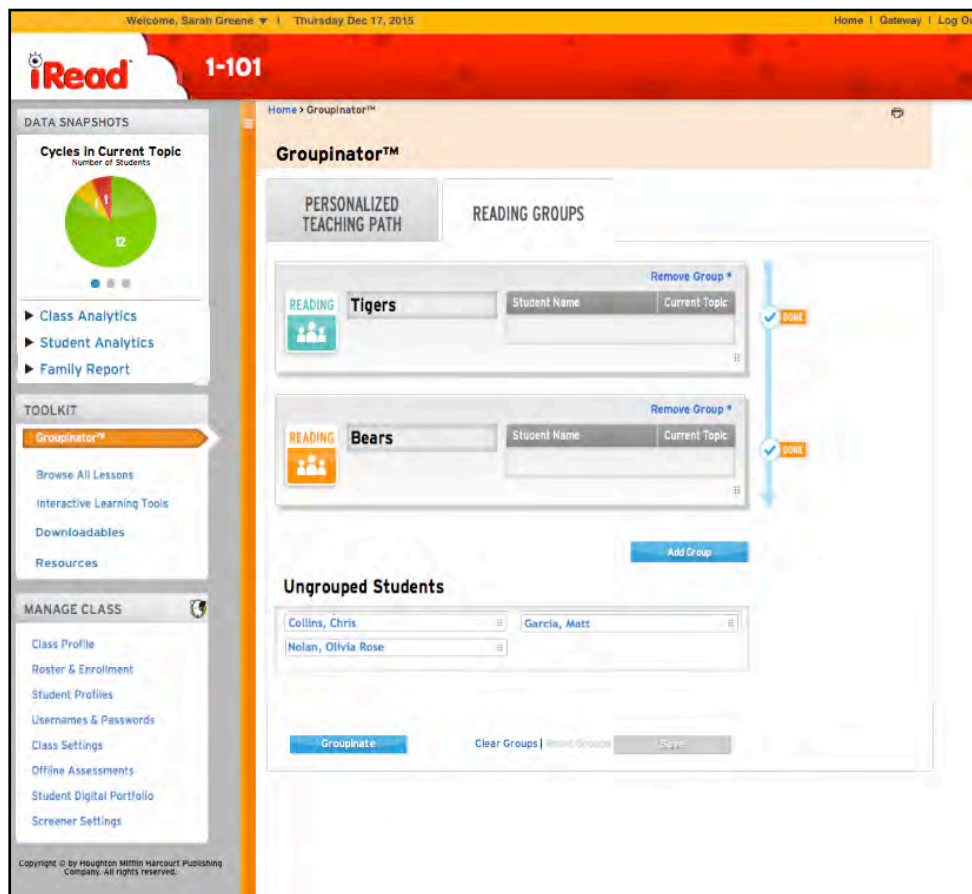 Welcome, Sarah Greene ▼ | Thursday Dec 17, 2015
Home | Gateway | Log Ou
iRead
1-101
DATA SNAPSHOTS
Cycles in Current Topic
Number of Students
1
1
12
▶ Class Analytics
▶ Student Analytics
▶ Family Report
TOOLKIT
Groupinator™
Browse All Lessons
Interactive Learning Tools
Downloadables
Resources
MANAGE CLASS
Class Profile
Roster & Enrollment
Student Profiles
Usernames & Passwords
Class Settings
Offline Assessments
Student Digital Portfolio
Screener Settings
Copyright © by Houghton Mifflin Harcourt Publishing
Company. All rights reserved.
Home > Groupinator™
Groupinator™
PERSONALIZED
TEACHING PATH
READING GROUPS
Remove Group *
READING
Tigers
Student Name
Current Topic
DONE
Remove Group *
READING
Bears
Student Name
Current Topic
DONE
Add Group
Ungrouped Students
Collins, Chris
Garcia, Matt
Nolan, Olivia Rose
Groupinate
Clear Groups | Reset Groups
Save